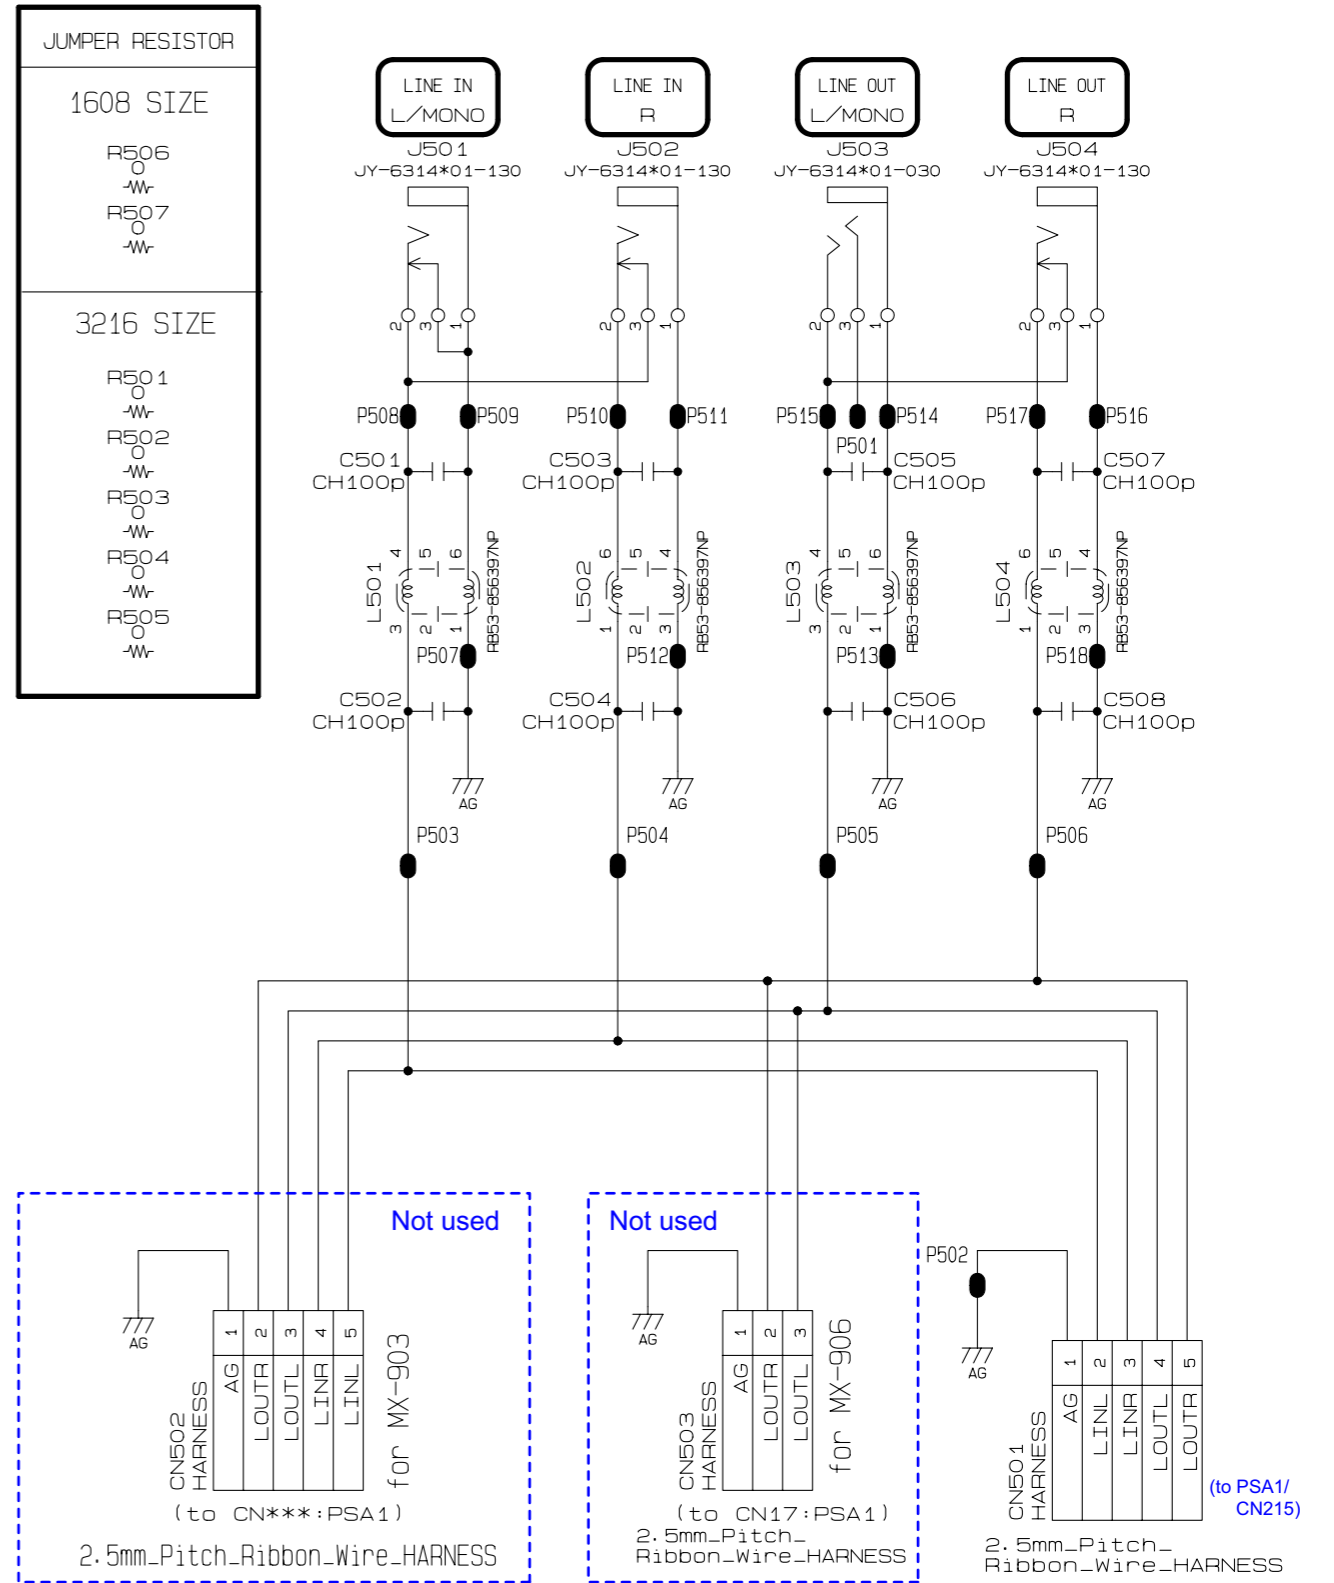 JUMPER RESISTOR
1608 SIZE
R506
0
R507
0
3216 SIZE
R501
0
R502
0
R503
0
R504
0
R505
0
LINE IN
L/MONO
J501
JY-6314*01-130
LINE IN
R
J502
JY-6314*01-130
LINE OUT
L/MONO
J503
JY-6314*01-030
LINE OUT
R
J504
JY-6314*01-130
2 3 1
2 3 1
2 3 1
2 3 1
P508
P509
P510
P511
P515
P501
P514
P517
P516
C501
CH100p
C503
CH100p
C505
CH100p
C507
CH100p
L501
4 5 6
3 2 1
RB53-856397NP
L502
6 5 4
1 2 3
RB53-856397NP
L503
4 5 6
3 2 1
RB53-856397NP
L504
6 5 4
1 2 3
RB53-856397NP
P507
P512
P513
P518
C502
CH100p
C504
CH100p
C506
CH100p
C508
CH100p
AG
AG
AG
AG
P503
P504
P505
P506
Not used
AG
CN502
HARNESS
1 AG
2 LOUTR
3 LOUTL
4 LINR
5 LINL
for MX-903
(to CN***:PSA1)
2.5mm_Pitch_Ribbon_Wire_HARNESS
Not used
AG
CN503
HARNESS
1 AG
2 LOUTR
3 LOUTL
for MX-906
(to CN17:PSA1)
2.5mm_Pitch_
Ribbon_Wire_HARNESS
P502
AG
CN501
HARNESS
1 AG
2 LINL
3 LINR
4 LOUTL
5 LOUTR
(to PSA1/
CN215)
2.5mm_Pitch_
Ribbon_Wire_HARNESS